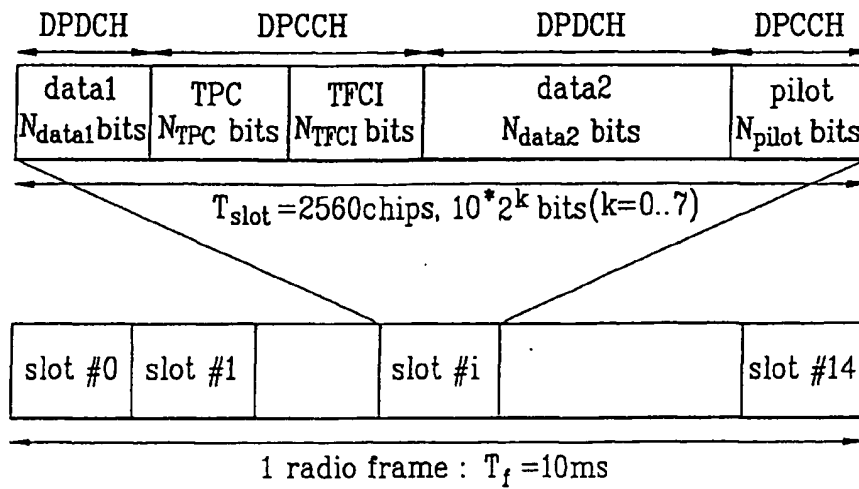 DPDCH DPCCH DPDCH DPCCH
data1 TPC TFCI data2 pilot
N_data1 bits N_TPC bits N_TFCI bits N_data2 bits N_pilot bits
T_slot =2560chips, 10*2^k bits(k=0..7)
slot #0 slot #1 slot #i slot #14
1 radio frame : T_f =10ms